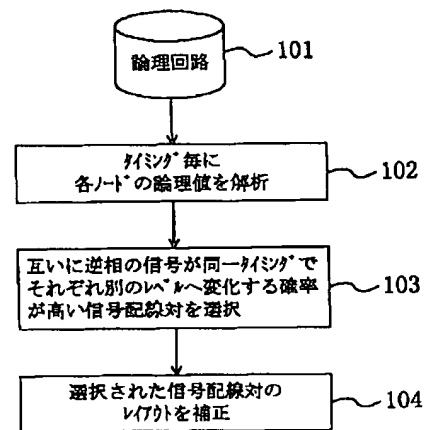 論理回路
101
ﾀｲﾐﾝｸﾞ毎に
各ﾉｰﾄﾞの論理値を解析
102
互いに逆相の信号が同一ﾀｲﾐﾝｸﾞで
それぞれ別のﾚﾍﾞﾙへ変化する確率
が高い信号配線対を選択
103
選択された信号配線対の
ﾚｲｱｳﾄを補正
104